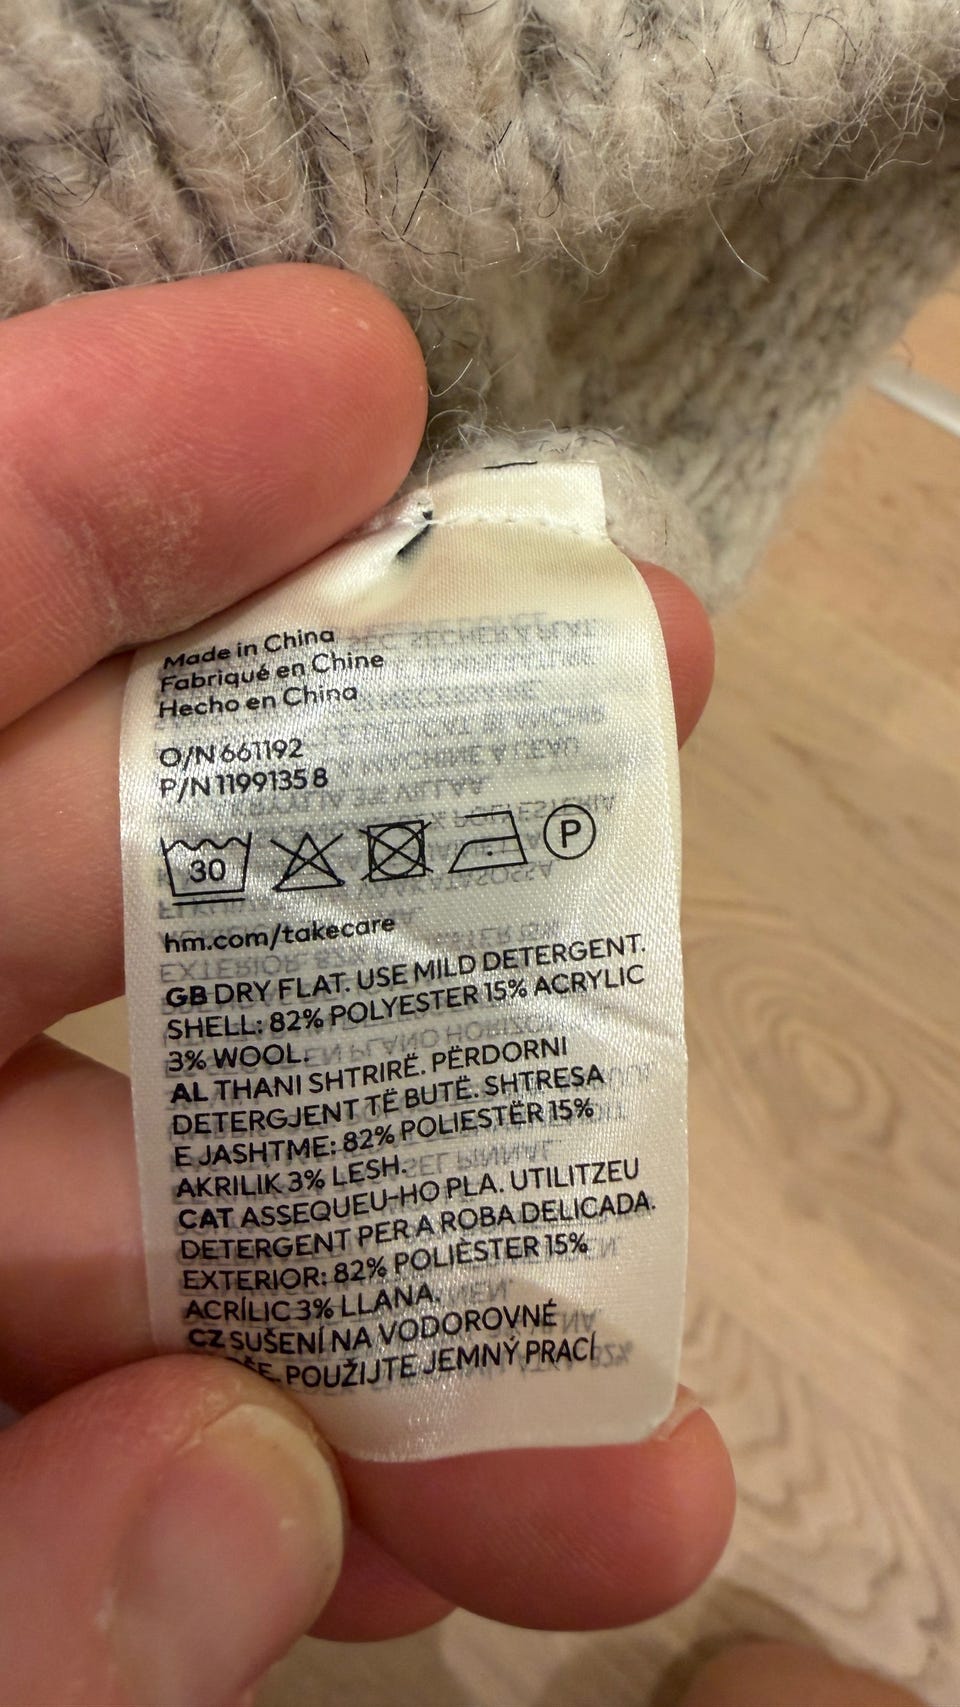 Made in China
Fabriqué en Chine
Hecho en China
O/N 661192
P/N 11991358
30 P
hm.com/takecare
GB DRY FLAT. USE MILD DETERGENT.
SHELL: 82% POLYESTER 15% ACRYLIC
3% WOOL.
AL THANI SHTRIRË. PËRDORNI
DETERGJENT TË BUTË. SHTRESA
E JASHTME: 82% POLIESTËR 15%
AKRILIK 3% LESH.
CAT ASSEQUEU-HO PLA. UTILITZEU
DETERGENT PER A ROBA DELICADA.
EXTERIOR: 82% POLIÈSTER 15%
ACRÍLIC 3% LLANA.
CZ SUŠENÍ NA VODOROVNÉ
POUŽIJTE JEMNÝ PRACÍ